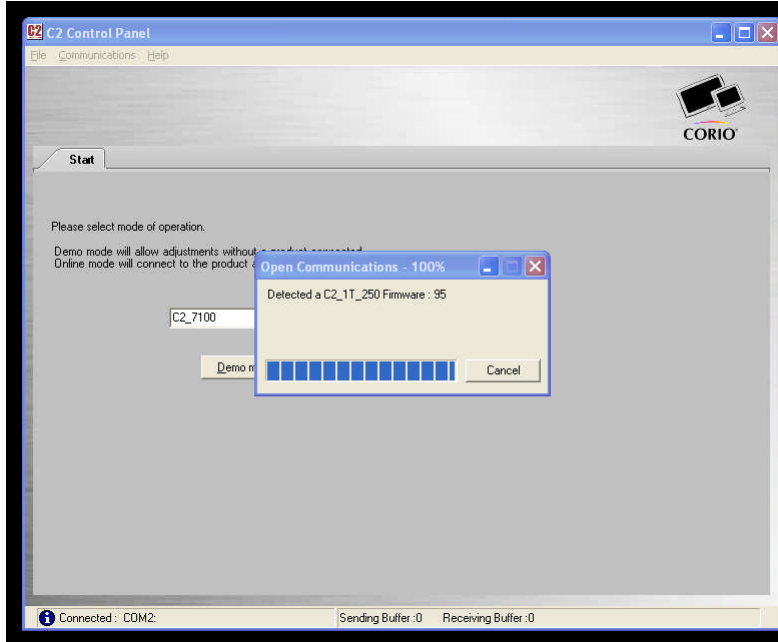 C2 C2 Control Panel
File Communications Help
CORIO
Start
Please select mode of operation.
Demo mode will allow adjustments without
Online mode will connect to the product
Open Communications - 100%
Detected a C2_1T_250 Firmware : 95
C2_7100
Demo
Cancel
Connected : COM2: Sending Buffer :0 Receiving Buffer :0